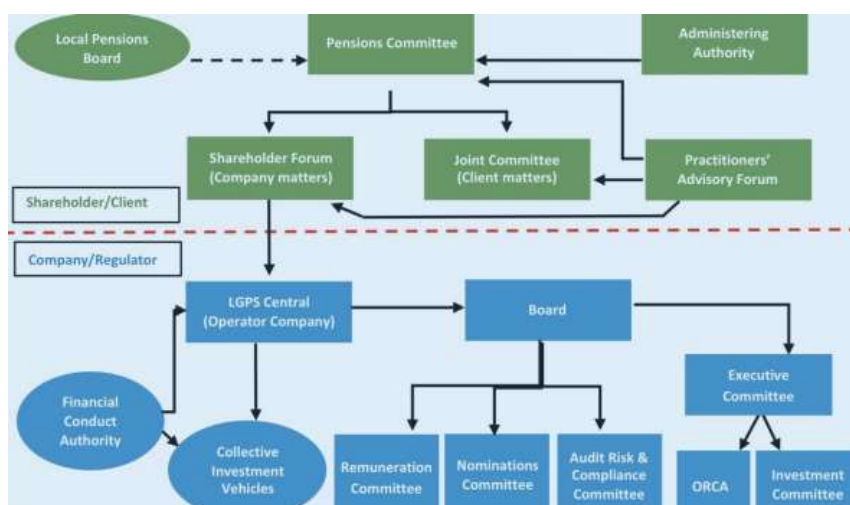 Local Pensions
Board
Pensions Committee
Administering
Authority
Shareholder Forum
(Company matters)
Joint Committee
(Client matters)
Practitioners'
Advisory Forum
Shareholder/Client
Company/Regulator
LGPS Central
(Operator Company)
Board
Executive
Committee
Financial
Conduct
Authority
Collective
Investment
Vehicles
Remuneration
Committee
Nominations
Committee
Audit Risk &
Compliance
Committee
ORCA
Investment
Committee